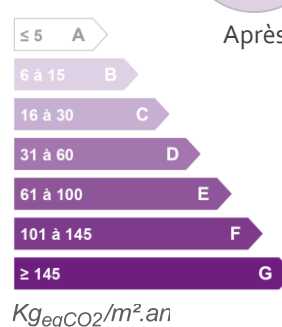 Après
≤ 5 A
6 à 15 B
16 à 30 C
31 à 60 D
61 à 100 E
101 à 145 F
≥ 145 G
KgeqCO2/m².an